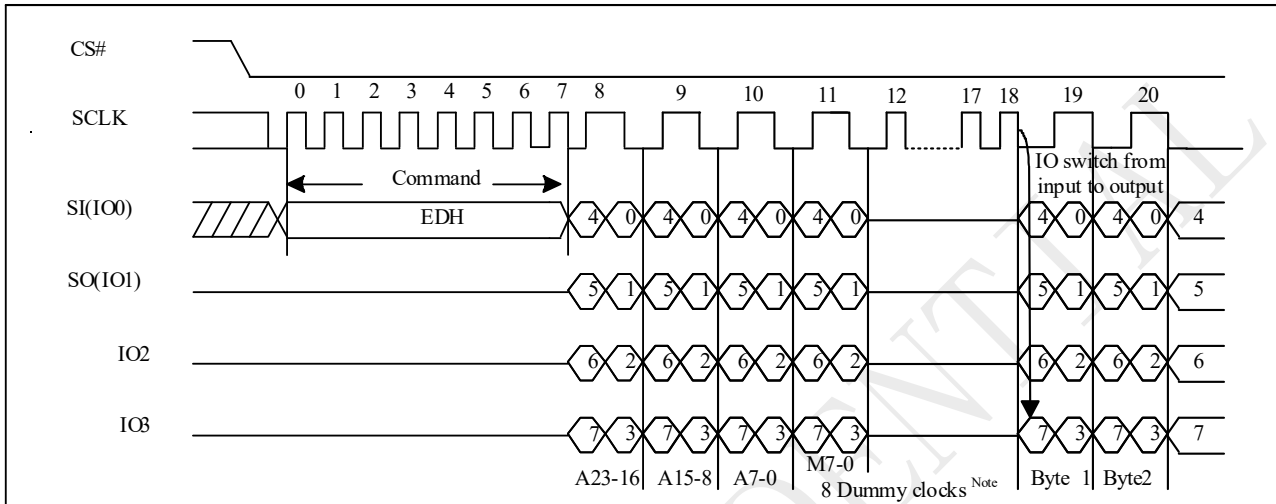 CS#
0 1 2 3 4 5 6 7 8 9 10 11 12 17 18 19 20
SCLK
IO switch from
input to output
Command
SI(IO0) EDH 4 0 4 0 4 0 4 0 4 0 4 0 4
SO(IO1) 5 1 5 1 5 1 5 1 5 1 5 1 5
IO2 6 2 6 2 6 2 6 2 6 2 6 2 6
IO3 7 3 7 3 7 3 7 3 7 3 7 3 7
A23-16 A15-8 A7-0 M7-0 8 Dummy clocks Note Byte 1 Byte2